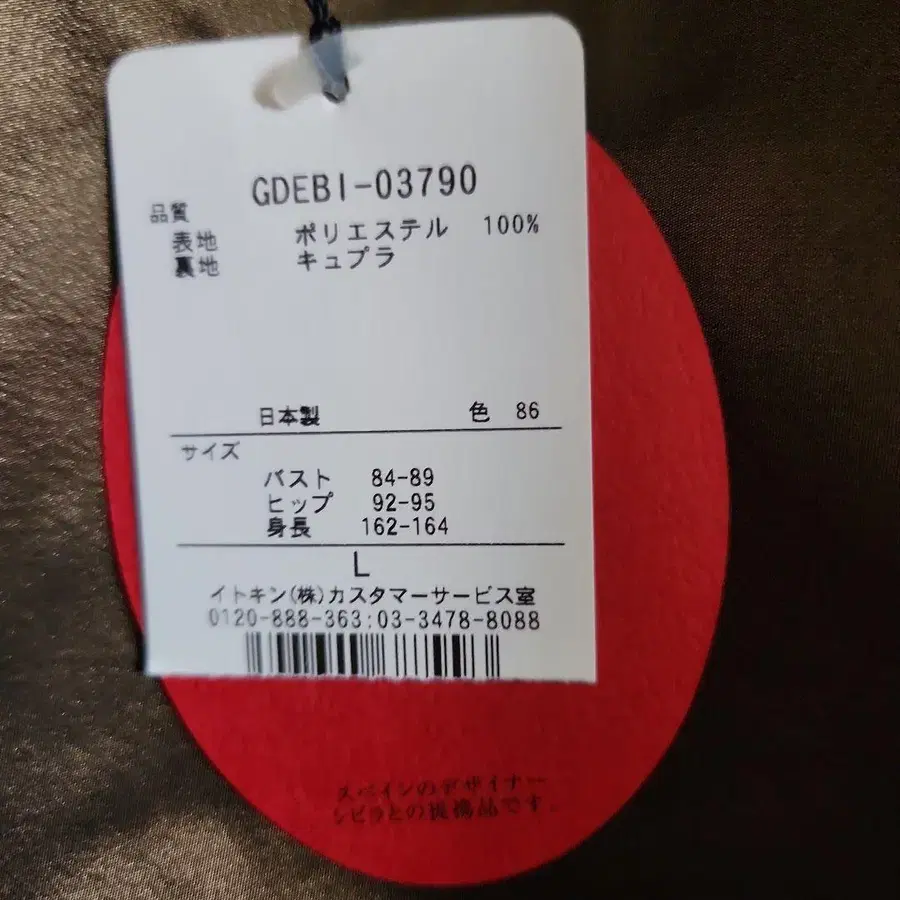 GDEBI-03790
品質
表地 ポリエステル 100%
裏地 キュプラ
日本製 色 86
サイズ
バスト 84-89
ヒップ 92-95
身長 162-164
L
イトキン(株)カスタマーサービス室
0120-888-363:03-3478-8088
スペインのデザイナー
シビラとの提携品です。